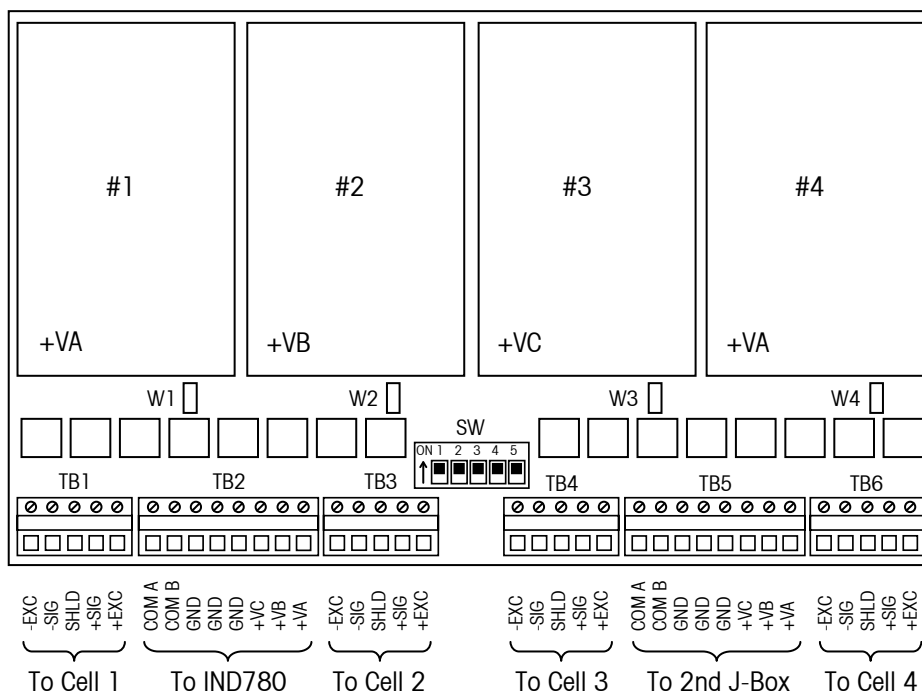 #1 #2 #3 #4
+VA +VB +VC +VA
W1 W2 W3 W4
SW
ON 1 2 3 4 5
TB1 TB2 TB3 TB4 TB5 TB6
-EXC -SIG SHLD +SIG +EXC
COM A COM B GND GND GND +VC +VB +VA
-EXC -SIG SHLD +SIG +EXC
-EXC -SIG SHLD +SIG +EXC
COM A COM B GND GND GND +VC +VB +VA
-EXC -SIG SHLD +SIG +EXC
To Cell 1 To IND780 To Cell 2 To Cell 3 To 2nd J-Box To Cell 4